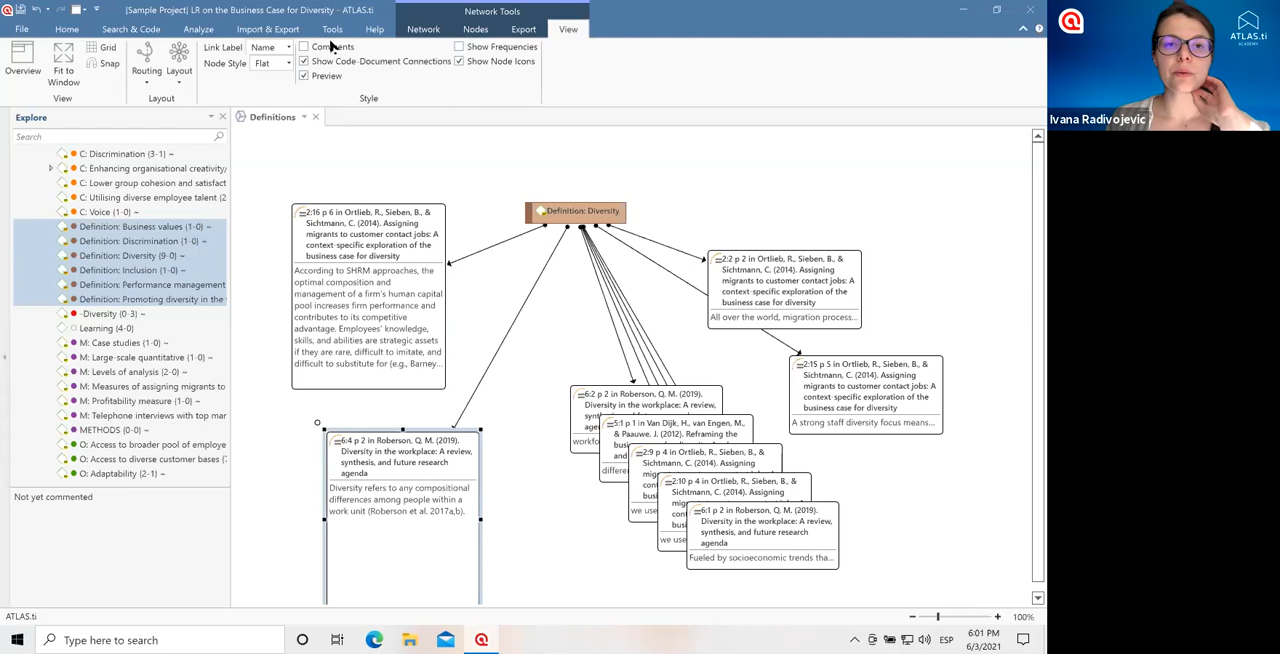 [Sample Project] LR on the Business Case for Diversity - ATLAS.ti
Network Tools
File
Home
Search & Code
Analyze
Import & Export
Tools
Help
Network
Nodes
Export
View
Overview
Fit to
Window
Grid
Snap
View
Routing
Layout
Layout
Link Label
Name
Node Style
Flat
Comments
Show Code-Document Connections
Preview
Show Frequencies
Show Node Icons
Style
Explore
Search
C: Discrimination (3-1) ~
C: Enhancing organisational creativity/
C: Lower group cohesion and satisfact
C: Utilising diverse employee talent (2
C: Voice (1-0) ~
Definition: Business values (1-0) ~
Definition: Discrimination (1-0) ~
Definition: Diversity (9-0) ~
Definition: Inclusion (1-0) ~
Definition: Performance management
Definition: Promoting diversity in the
-Diversity (0-3) ~
Learning (4-0)
M: Case studies (1-0) ~
M: Large-scale quantitative (1-0) ~
M: Levels of analysis (2-0) ~
M: Measures of assigning migrants to
M: Profitability measure (1-0) ~
M: Telephone interviews with top mar
METHODS (0-0) ~
O: Access to broader pool of employe
O: Access to diverse customer bases (7
O: Adaptability (2-1) ~
Not yet commented
Definitions
Definition: Diversity
2:16 p 6 in Ortlieb, R., Sieben, B., &
Sichtmann, C. (2014). Assigning
migrants to customer contact jobs: A
context-specific exploration of the
business case for diversity
According to SHRM approaches, the
optimal composition and
management of a firm's human capital
pool increases firm performance and
contributes to its competitive
advantage. Employees' knowledge,
skills, and abilities are strategic assets
if they are rare, difficult to imitate, and
difficult to substitute for (e.g., Barney...
2:2 p 2 in Ortlieb, R., Sieben, B., &
Sichtmann, C. (2014). Assigning
migrants to customer contact jobs: A
context-specific exploration of the
business case for diversity
All over the world, migration process...
2:15 p 5 in Ortlieb, R., Sieben, B., &
Sichtmann, C. (2014). Assigning
migrants to customer contact jobs: A
context-specific exploration of the
business case for diversity
A strong staff diversity focus means...
6:4 p 2 in Roberson, Q. M. (2019).
Diversity in the workplace: A review,
synthesis, and future research
agenda
Diversity refers to any compositional
differences among people within a
work unit (Roberson et al. 2017a,b).
6:2 p 2 in Roberson, Q. M. (2019).
Diversity in the workplace: A review,
5:1 p 1 in Van Dijk, H., van Engen, M.,
& Paauwe, J. (2012). Reframing the
2:9 p 4 in Ortlieb, R., Sieben, B., &
Sichtmann, C. (2014). Assigning
we use
2:10 p 4 in Ortlieb, R., Sieben, B., &
Sichtmann, C. (2014). Assigning
we use
6:1 p 2 in Roberson, Q. M. (2019).
Diversity in the workplace: A review,
synthesis, and future research
agenda
Fueled by socioeconomic trends tha...
ATLAS.ti
100%
Type here to search
ESP
6:01 PM
6/3/2021
ATLAS.ti
ACADEMY
Ivana Radivojevic